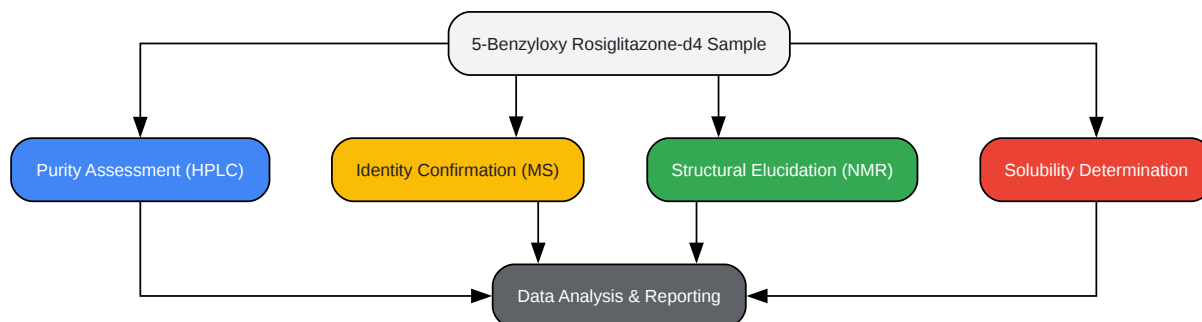 5-Benzyloxy Rosiglitazone-d4 Sample
Purity Assessment (HPLC)
Identity Confirmation (MS)
Structural Elucidation (NMR)
Solubility Determination
Data Analysis & Reporting